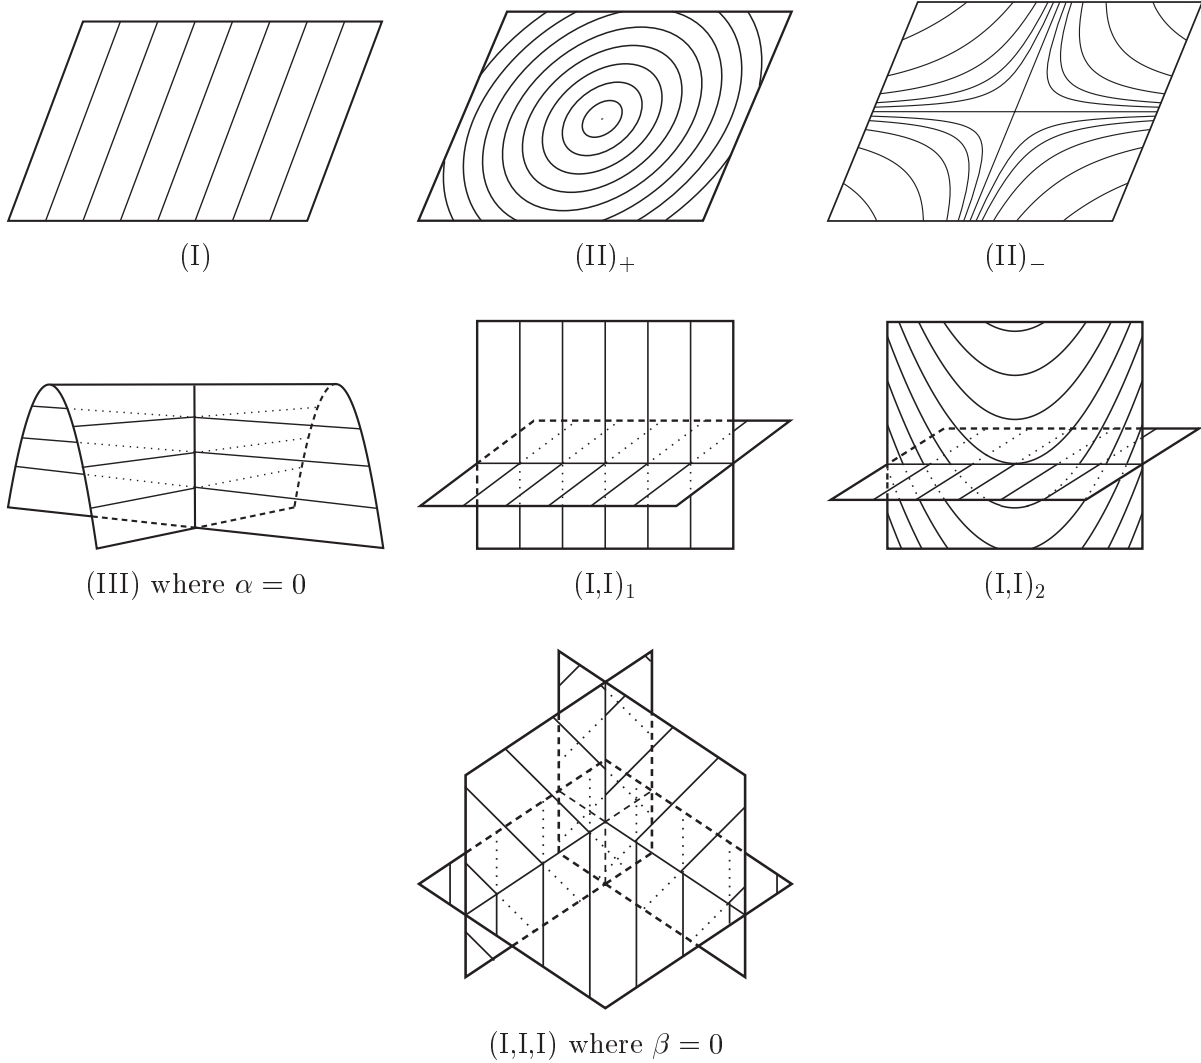 (I) (II)₊ (II)₋
(III) where α = 0 (I,I)₁ (I,I)₂
(I,I,I) where β = 0